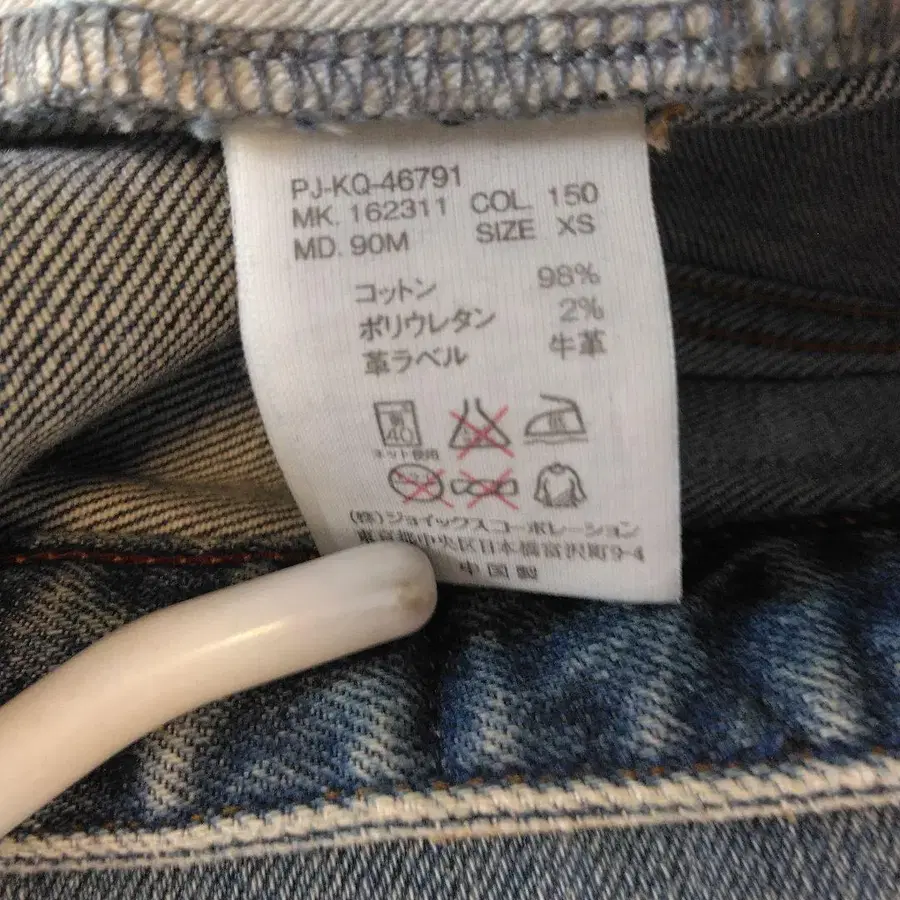 PJ-KQ-46791
MK. 162311 COL. 150
MD. 90M SIZE XS
コットン 98%
ポリウレタン 2%
革ラベル 牛革
40 低
ネット使用
(株)ジョイックスコーポレーション
東京都中央区日本橋富沢町9-4
中国製